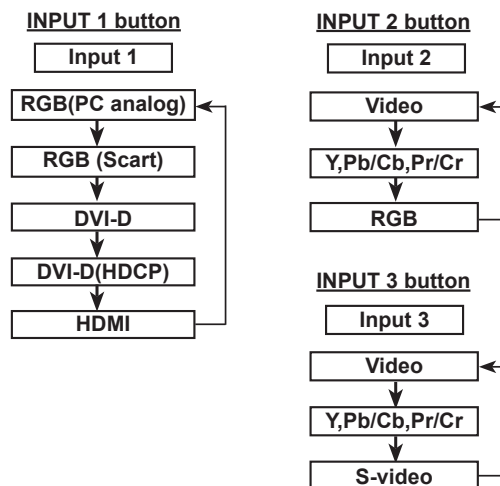 INPUT 1 button
Input 1
RGB(PC analog)
RGB (Scart)
DVI-D
DVI-D(HDCP)
HDMI
INPUT 2 button
Input 2
Video
Y,Pb/Cb,Pr/Cr
RGB
INPUT 3 button
Input 3
Video
Y,Pb/Cb,Pr/Cr
S-video